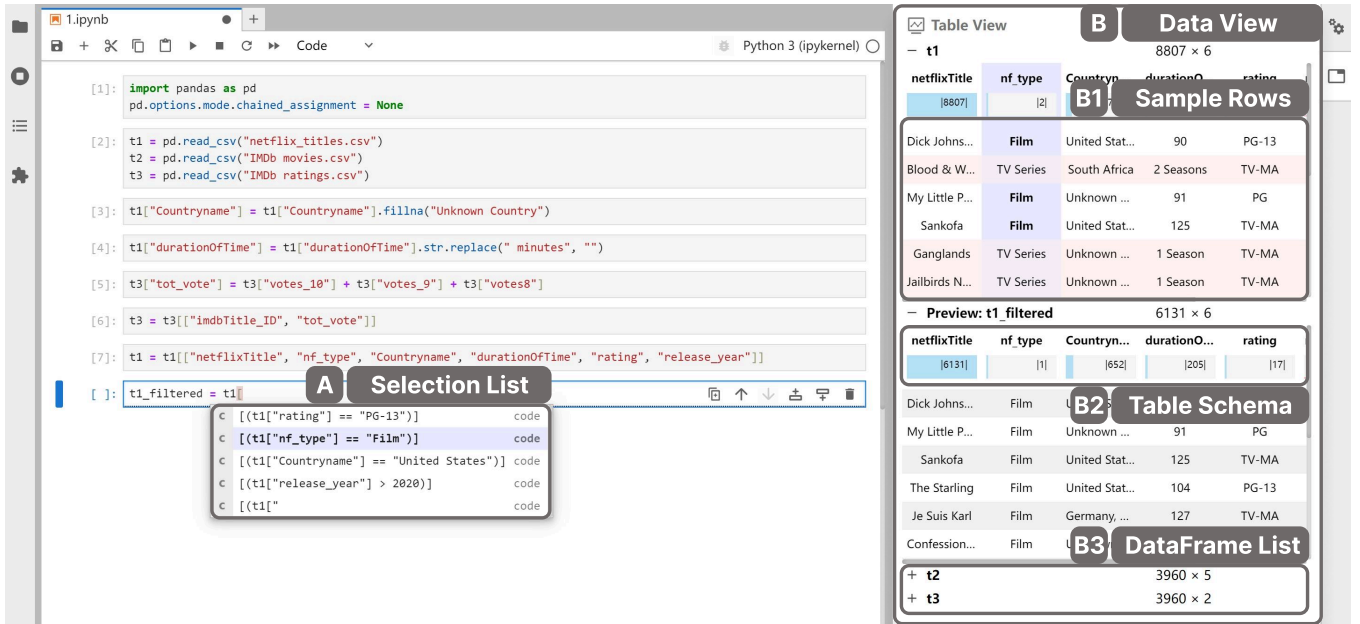 1.ipynb
Code
Python 3 (ipykernel)
[1]: import pandas as pd
pd.options.mode.chained_assignment = None
[2]: t1 = pd.read_csv("netflix_titles.csv")
t2 = pd.read_csv("IMDb movies.csv")
t3 = pd.read_csv("IMDb ratings.csv")
[3]: t1["Countryname"] = t1["Countryname"].fillna("Unknown Country")
[4]: t1["durationOfTime"] = t1["durationOfTime"].str.replace(" minutes", "")
[5]: t3["tot_vote"] = t3["votes_10"] + t3["votes_9"] + t3["votes8"]
[6]: t3 = t3[["imdbTitle_ID", "tot_vote"]]
[7]: t1 = t1[["netflixTitle", "nf_type", "Countryname", "durationOfTime", "rating", "release_year"]]
[ ]: t1_filtered = t1[
A Selection List
C [(t1["rating"] == "PG-13")] code
C [(t1["nf_type"] == "Film")] code
C [(t1["Countryname"] == "United States")] code
C [(t1["release_year"] > 2020)] code
C [(t1[" code
Table View
B Data View
− t1 8807 × 6
netflixTitle nf_type Countryn... durationO... rating
|8807| |2|
B1 Sample Rows
Dick Johns... Film United Stat... 90 PG-13
Blood & W... TV Series South Africa 2 Seasons TV-MA
My Little P... Film Unknown ... 91 PG
Sankofa Film United Stat... 125 TV-MA
Ganglands TV Series Unknown ... 1 Season TV-MA
Jailbirds N... TV Series Unknown ... 1 Season TV-MA
− Preview: t1_filtered 6131 × 6
netflixTitle nf_type Countryn... durationO... rating
|6131| |1| |652| |205| |17|
Dick Johns... Film
B2 Table Schema
My Little P... Film Unknown ... 91 PG
Sankofa Film United Stat... 125 TV-MA
The Starling Film United Stat... 104 PG-13
Je Suis Karl Film Germany, ... 127 TV-MA
Confession... Film
B3 DataFrame List
+ t2 3960 × 5
+ t3 3960 × 2